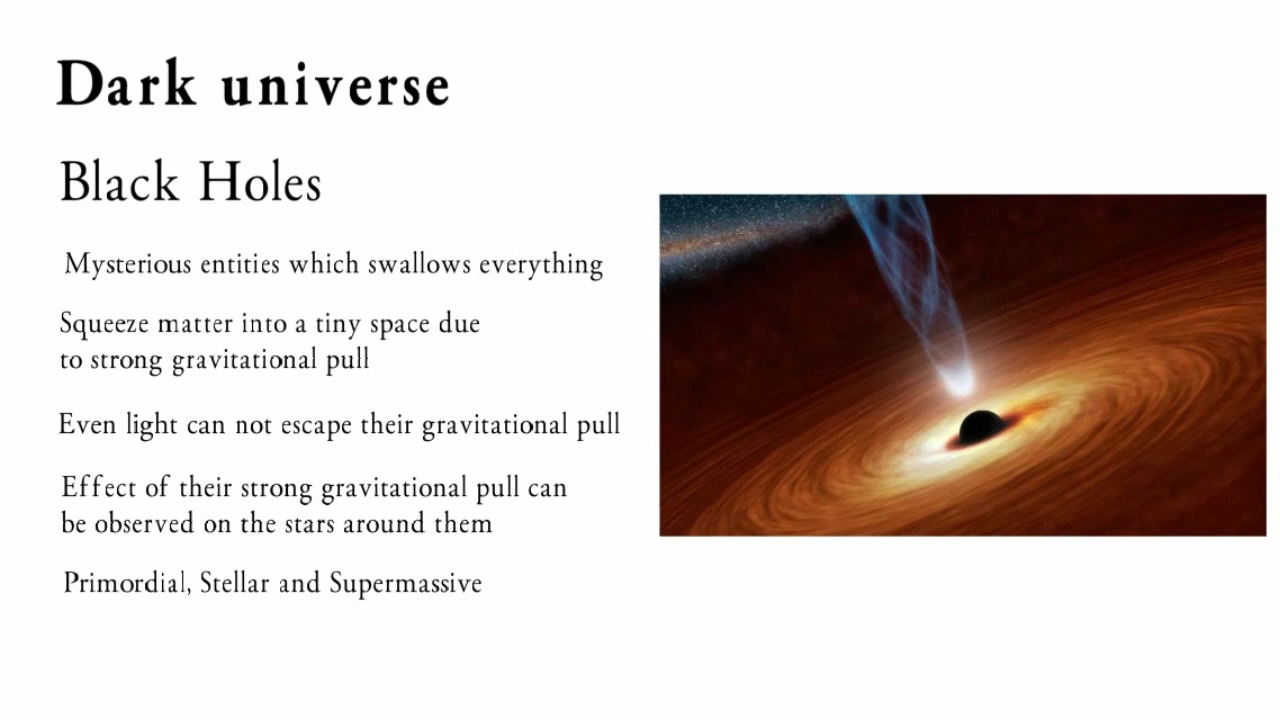 Dark universe
Black Holes
Mysterious entities which swallows everything
Squeeze matter into a tiny space due
to strong gravitational pull
Even light can not escape their gravitational pull
Effect of their strong gravitational pull can
be observed on the stars around them
Primordial, Stellar and Supermassive